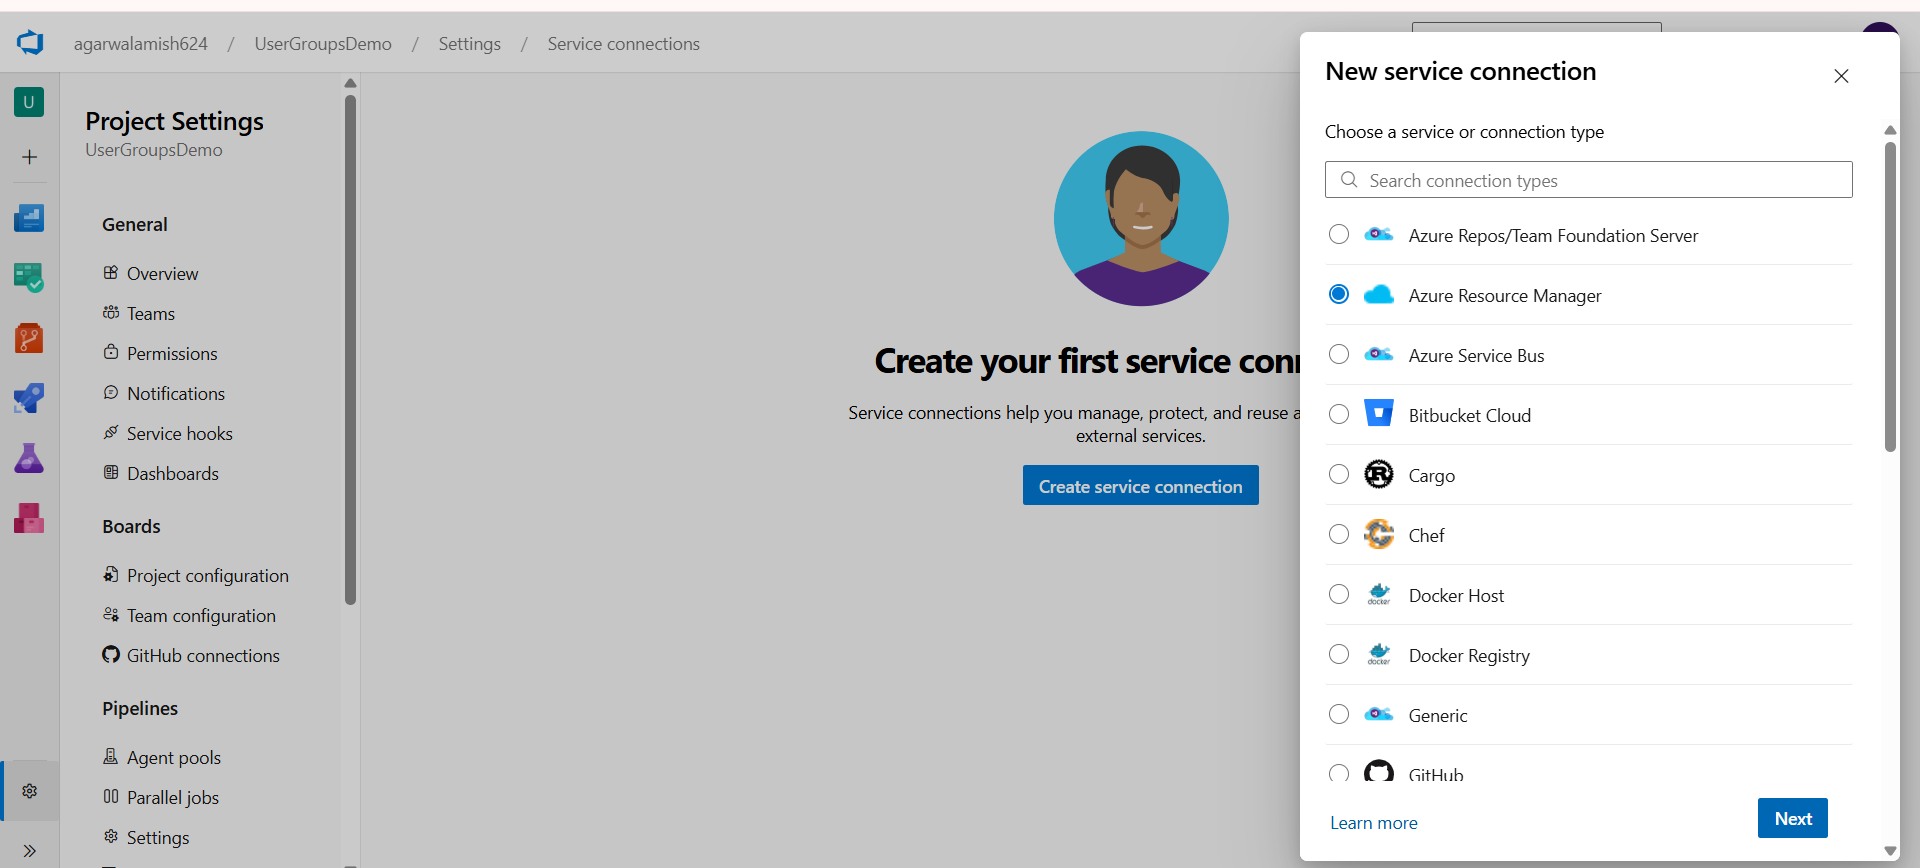 agarwalamish624 / UserGroupsDemo / Settings / Service connections
U
Project Settings
UserGroupsDemo
General
Overview
Teams
Permissions
Notifications
Service hooks
Dashboards
Boards
Project configuration
Team configuration
GitHub connections
Pipelines
Agent pools
Parallel jobs
Settings
Create your first service conn
Service connections help you manage, protect, and reuse a
external services.
Create service connection
New service connection
Choose a service or connection type
Search connection types
Azure Repos/Team Foundation Server
Azure Resource Manager
Azure Service Bus
Bitbucket Cloud
Cargo
Chef
docker
Docker Host
docker
Docker Registry
Generic
GitHub
Learn more
Next